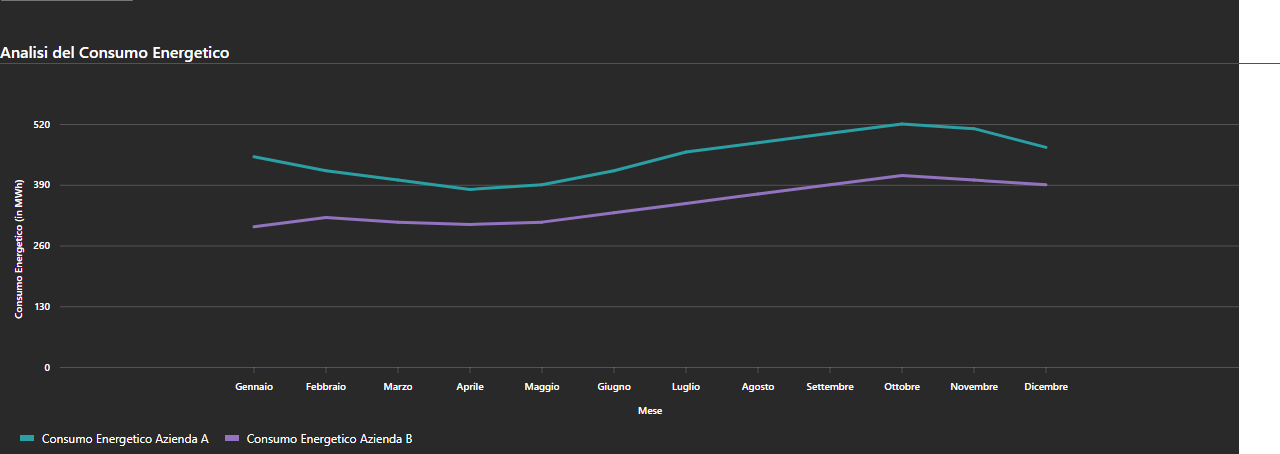 Analisi del Consumo Energetico
Consumo Energetico (in MWh)
520
390
260
130
0
Gennaio Febbraio Marzo Aprile Maggio Giugno Luglio Agosto Settembre Ottobre Novembre Dicembre
Mese
Consumo Energetico Azienda A Consumo Energetico Azienda B